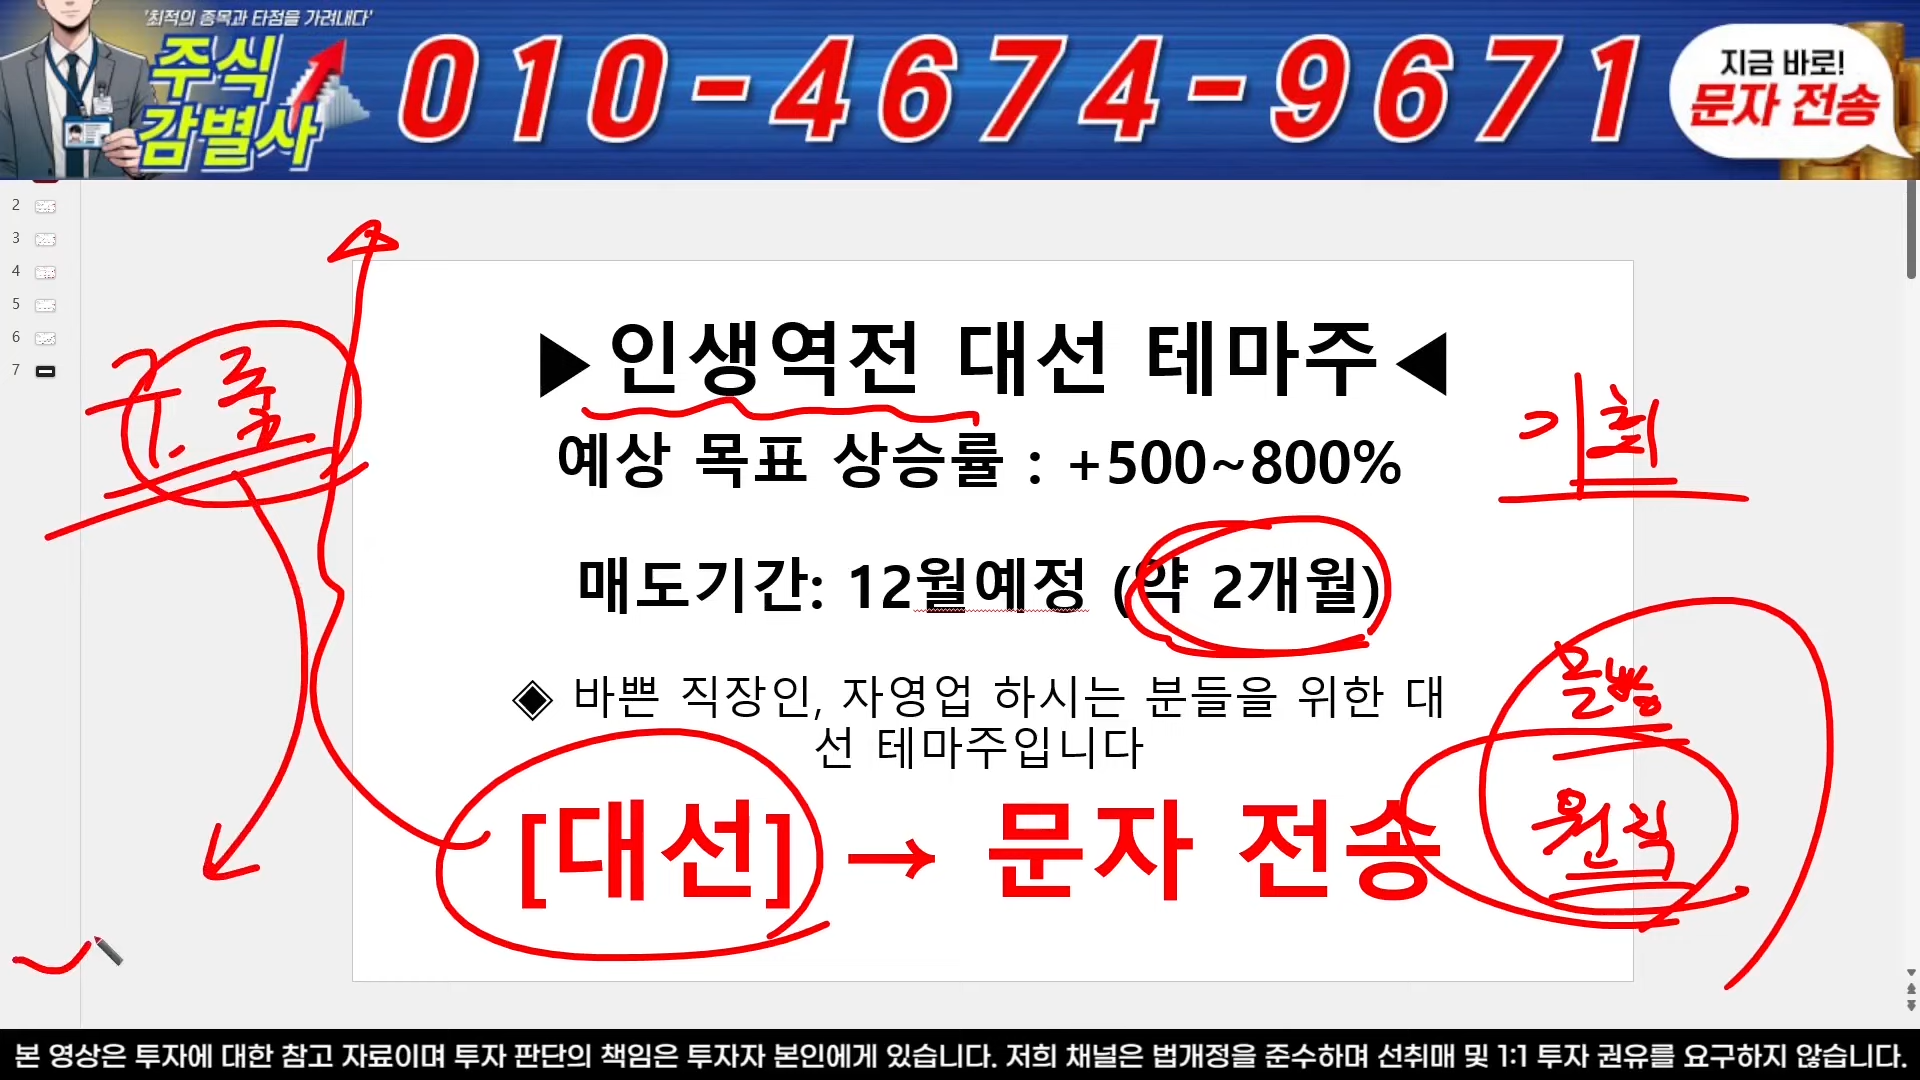 '최적의 종목과 타점을 가려내다'
주식
감별사
010-4674-9671
지금 바로!
문자 전송
2
3
4
5
6
7
▶인생역전 대선 테마주◀
예상 목표 상승률 : +500~800%
매도기간: 12월예정 (약 2개월)
◈ 바쁜 직장인, 자영업 하시는 분들을 위한 대
선 테마주입니다
[대선] → 문자 전송
기회
몰빵
원칙
본 영상은 투자에 대한 참고 자료이며 투자 판단의 책임은 투자자 본인에게 있습니다. 저희 채널은 법개정을 준수하며 선취매 및 1:1 투자 권유를 요구하지 않습니다.